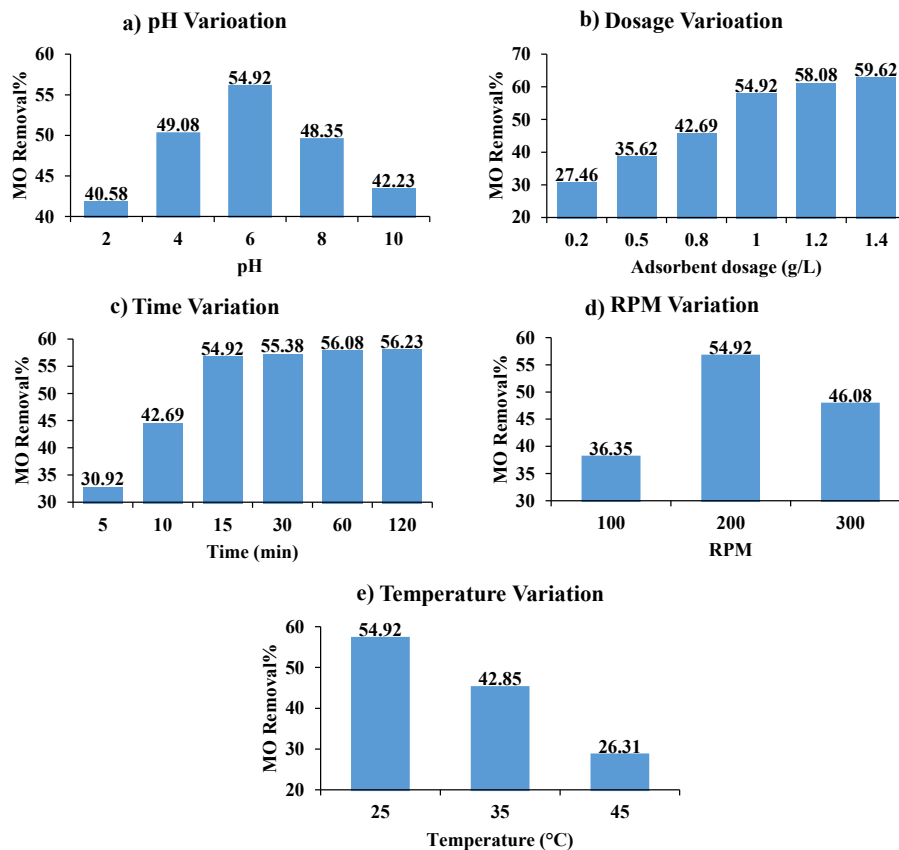 a) pH Varioation
MO Removal%
60
55
50
45
40
40.58
49.08
54.92
48.35
42.23
2 4 6 8 10
pH
b) Dosage Varioation
MO Removal%
70
60
50
40
30
20
27.46
35.62
42.69
54.92
58.08
59.62
0.2 0.5 0.8 1 1.2 1.4
Adsorbent dosage (g/L)
c) Time Variation
MO Removal%
60
55
50
45
40
35
30
30.92
42.69
54.92
55.38
56.08
56.23
5 10 15 30 60 120
Time (min)
d) RPM Variation
MO Removal%
60
55
50
45
40
35
30
36.35
54.92
46.08
100 200 300
RPM
e) Temperature Variation
MO Removal%
60
50
40
30
20
54.92
42.85
26.31
25 35 45
Temperature (°C)